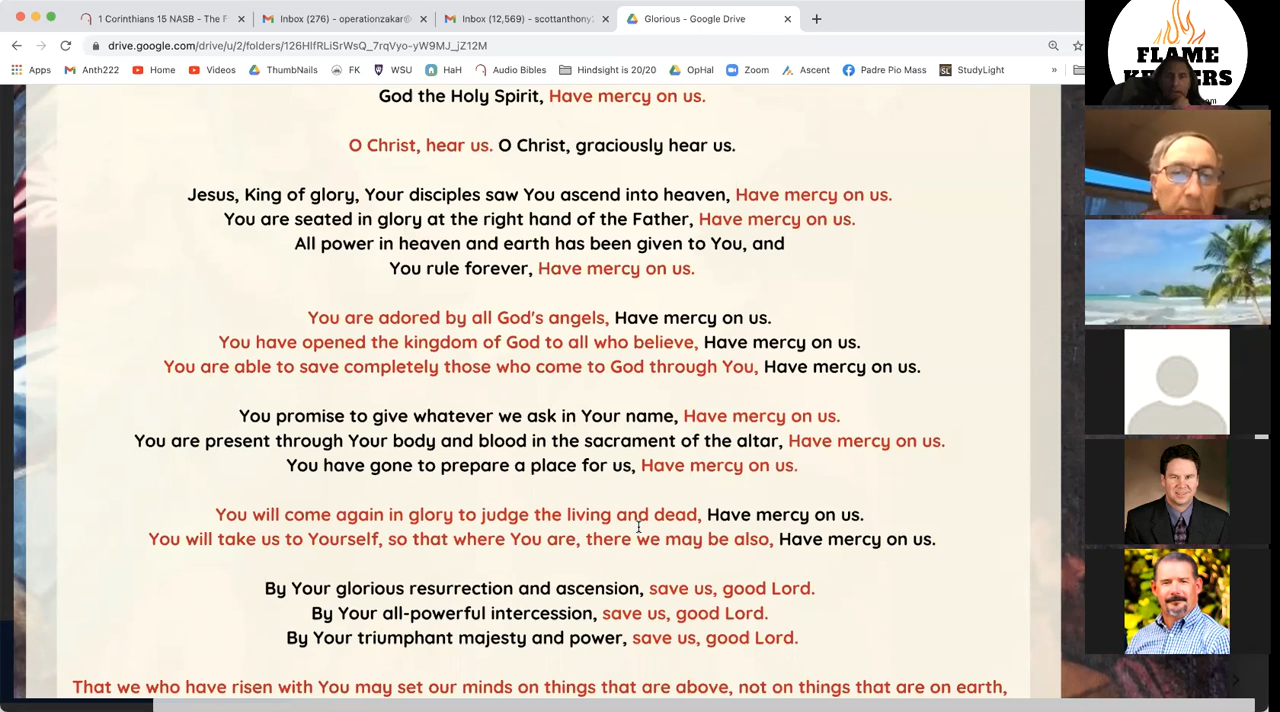 1 Corinthians 15 NASB - The F
Inbox (276) - operationzakar@
Inbox (12,569) - scottanthony
Glorious - Google Drive
drive.google.com/drive/u/2/folders/126HIfRLiSrWsQ_7rqVyo-yW9MJ_jZ12M
Apps Anth222 Home Videos ThumbNails FK WSU HaH Audio Bibles Hindsight is 20/20 OpHal Zoom Ascent Padre Pio Mass StudyLight »
FLAME
God the Holy Spirit, Have mercy on us.
O Christ, hear us. O Christ, graciously hear us.
Jesus, King of glory, Your disciples saw You ascend into heaven, Have mercy on us.
You are seated in glory at the right hand of the Father, Have mercy on us.
All power in heaven and earth has been given to You, and
You rule forever, Have mercy on us.
You are adored by all God's angels, Have mercy on us.
You have opened the kingdom of God to all who believe, Have mercy on us.
You are able to save completely those who come to God through You, Have mercy on us.
You promise to give whatever we ask in Your name, Have mercy on us.
You are present through Your body and blood in the sacrament of the altar, Have mercy on us.
You have gone to prepare a place for us, Have mercy on us.
You will come again in glory to judge the living and dead, Have mercy on us.
You will take us to Yourself, so that where You are, there we may be also, Have mercy on us.
By Your glorious resurrection and ascension, save us, good Lord.
By Your all-powerful intercession, save us, good Lord.
By Your triumphant majesty and power, save us, good Lord.
That we who have risen with You may set our minds on things that are above, not on things that are on earth,